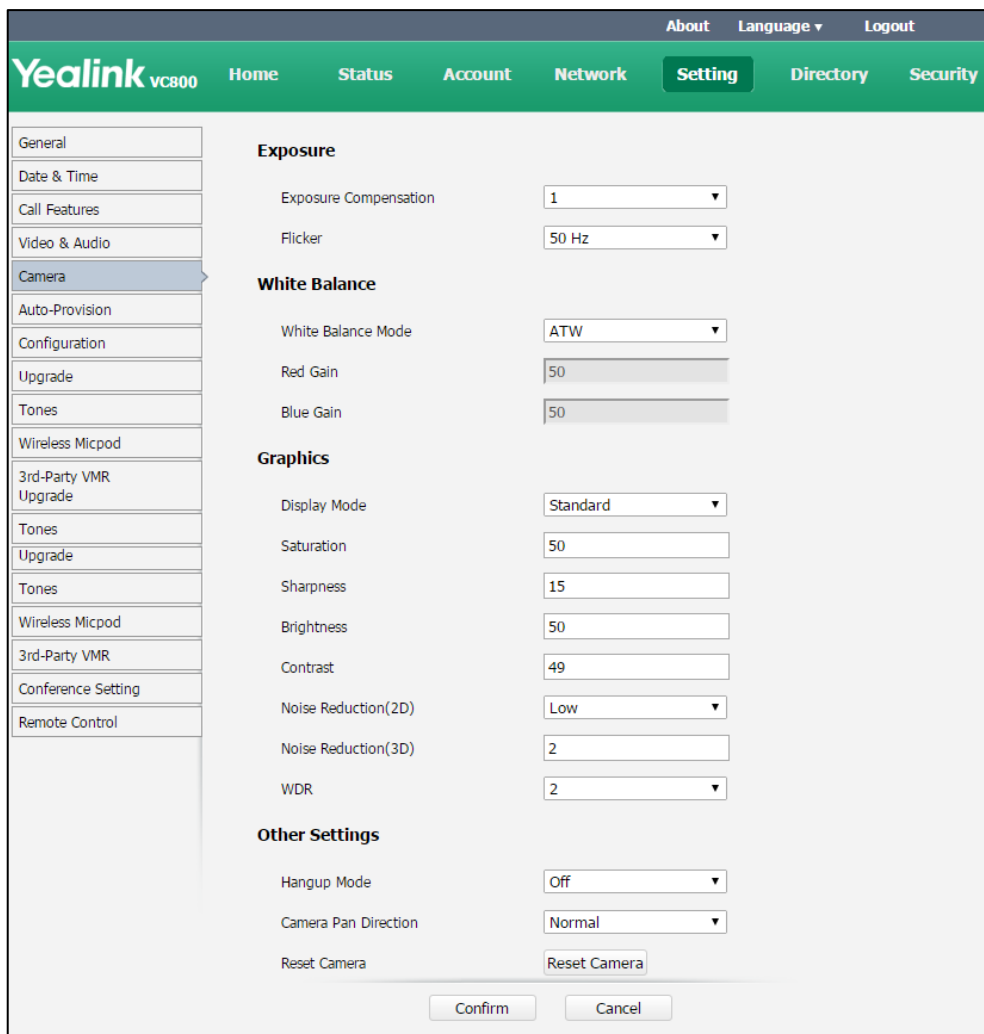 About Language ▾ Logout
Yealink VC800 Home Status Account Network Setting Directory Security
General
Date & Time
Call Features
Video & Audio
Camera
Auto-Provision
Configuration
Upgrade
Tones
Wireless Micpod
3rd-Party VMR
Upgrade
Tones
Upgrade
Tones
Wireless Micpod
3rd-Party VMR
Conference Setting
Remote Control
Exposure
Exposure Compensation 1
Flicker 50 Hz
White Balance
White Balance Mode ATW
Red Gain 50
Blue Gain 50
Graphics
Display Mode Standard
Saturation 50
Sharpness 15
Brightness 50
Contrast 49
Noise Reduction(2D) Low
Noise Reduction(3D) 2
WDR 2
Other Settings
Hangup Mode Off
Camera Pan Direction Normal
Reset Camera Reset Camera
Confirm Cancel